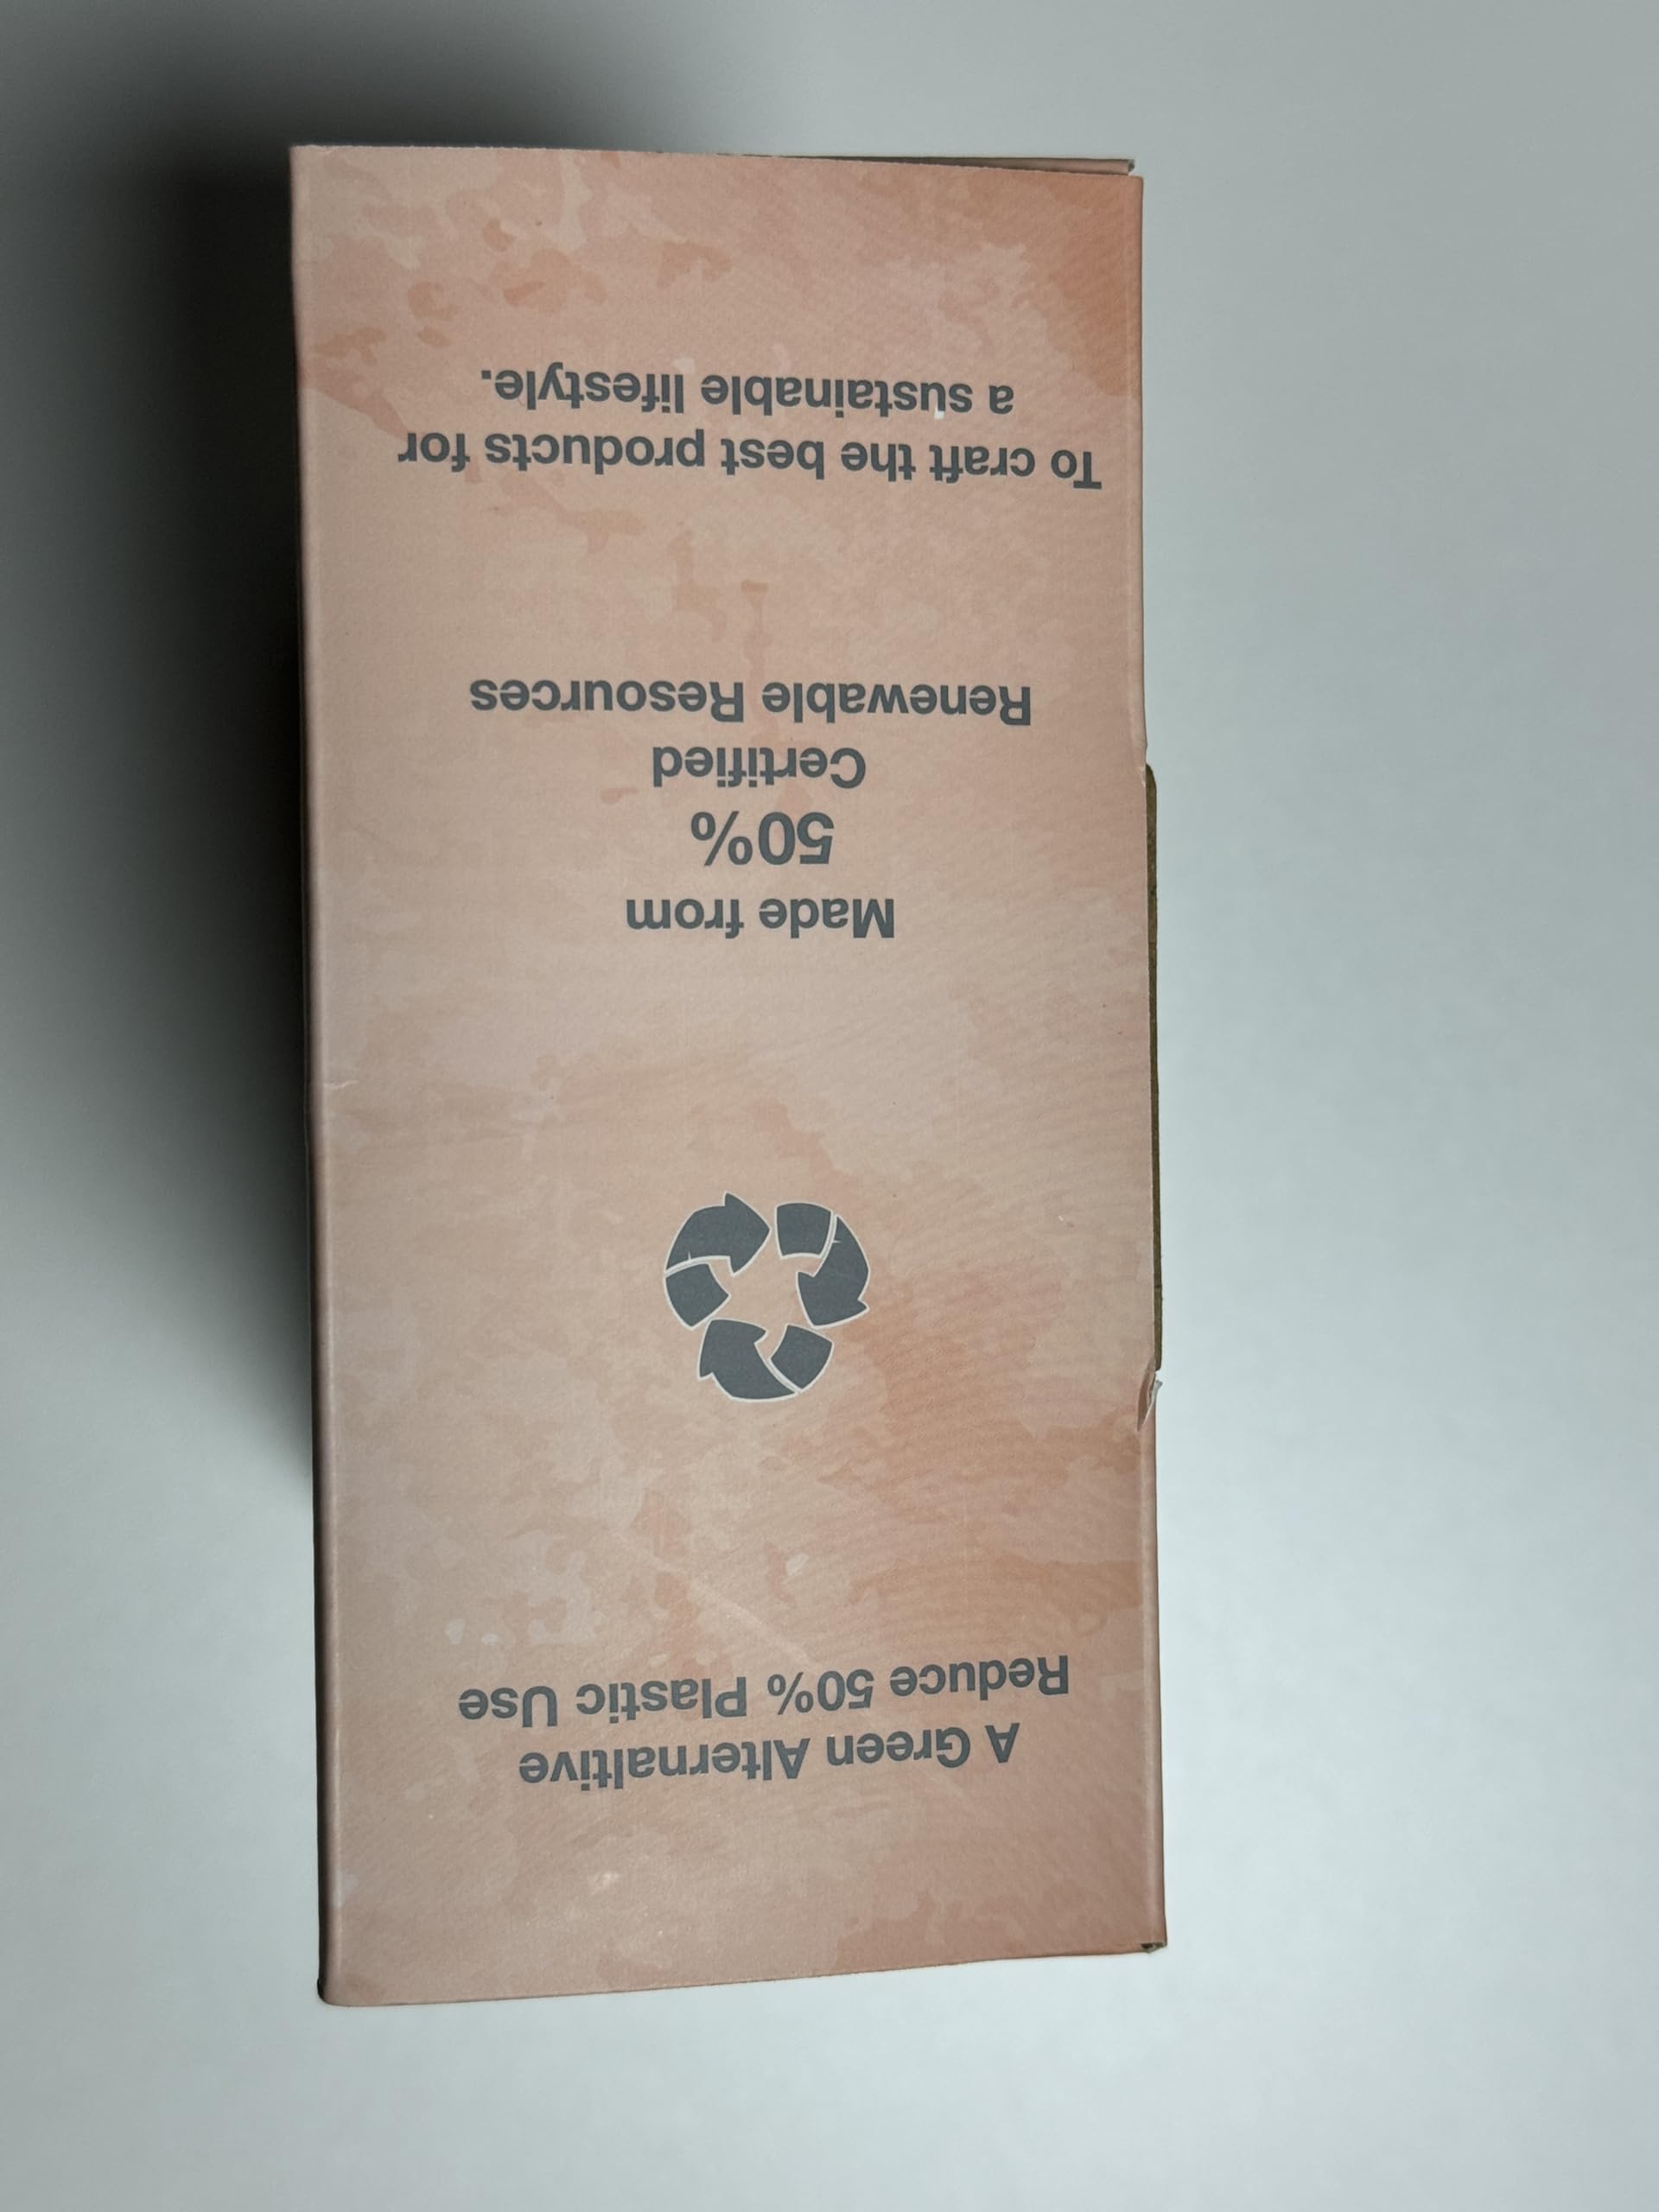 A Green Alternaltive
Reduce 50% Plastic Use
Made from
50%
Certified
Renewable Resources
To craft the best products for
a sustainable lifestyle.